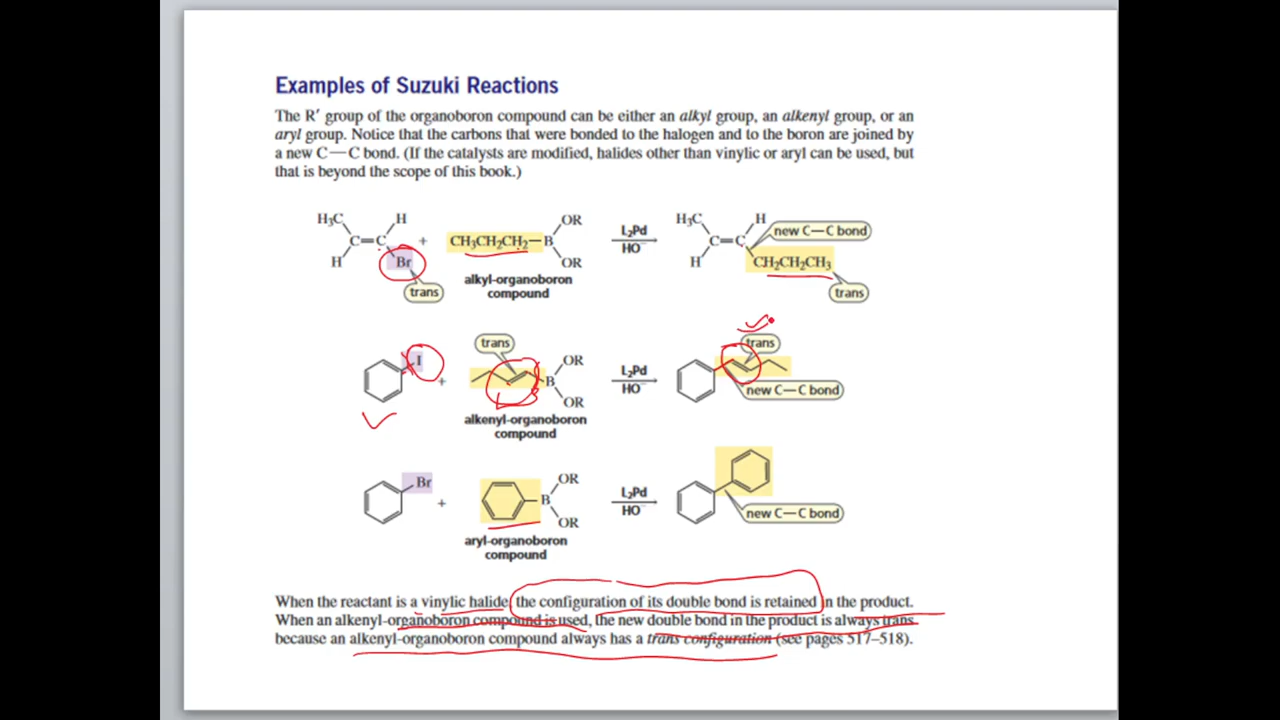 Examples of Suzuki Reactions
The R′ group of the organoboron compound can be either an alkyl group, an alkenyl group, or an
aryl group. Notice that the carbons that were bonded to the halogen and to the boron are joined by
a new C—C bond. (If the catalysts are modified, halides other than vinylic or aryl can be used, but
that is beyond the scope of this book.)
H₃C H
C=C
H Br
trans
+
CH₃CH₂CH₂—B
OR
OR
alkyl-organoboron
compound
L₂Pd
HO⁻
H₃C H
C=C
H CH₂CH₂CH₃
new C—C bond
trans
I
+
trans
B
OR
OR
alkenyl-organoboron
compound
L₂Pd
HO⁻
trans
new C—C bond
Br
+
B
OR
OR
aryl-organoboron
compound
L₂Pd
HO⁻
new C—C bond
When the reactant is a vinylic halide, the configuration of its double bond is retained in the product.
When an alkenyl-organoboron compound is used, the new double bond in the product is always trans
because an alkenyl-organoboron compound always has a trans configuration (see pages 517–518).